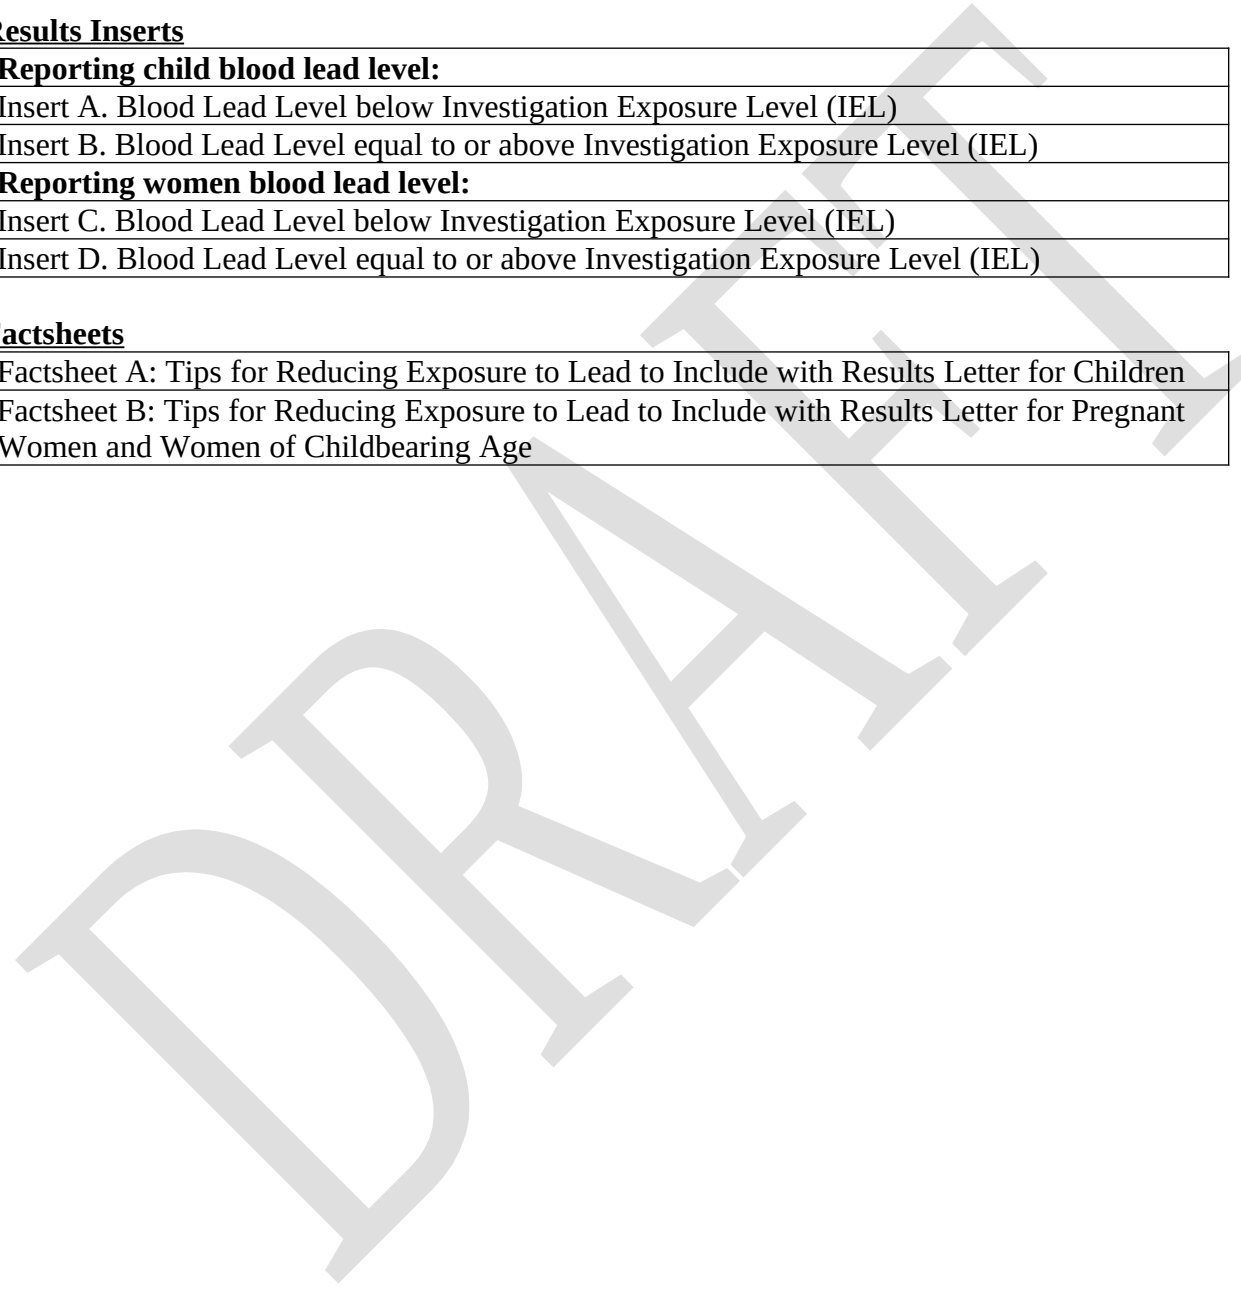 Results Inserts
Reporting child blood lead level:
Insert A. Blood Lead Level below Investigation Exposure Level (IEL)
Insert B. Blood Lead Level equal to or above Investigation Exposure Level (IEL)
Reporting women blood lead level:
Insert C. Blood Lead Level below Investigation Exposure Level (IEL)
Insert D. Blood Lead Level equal to or above Investigation Exposure Level (IEL)
Factsheets
Factsheet A: Tips for Reducing Exposure to Lead to Include with Results Letter for Children
Factsheet B: Tips for Reducing Exposure to Lead to Include with Results Letter for Pregnant
Women and Women of Childbearing Age
DRAFT